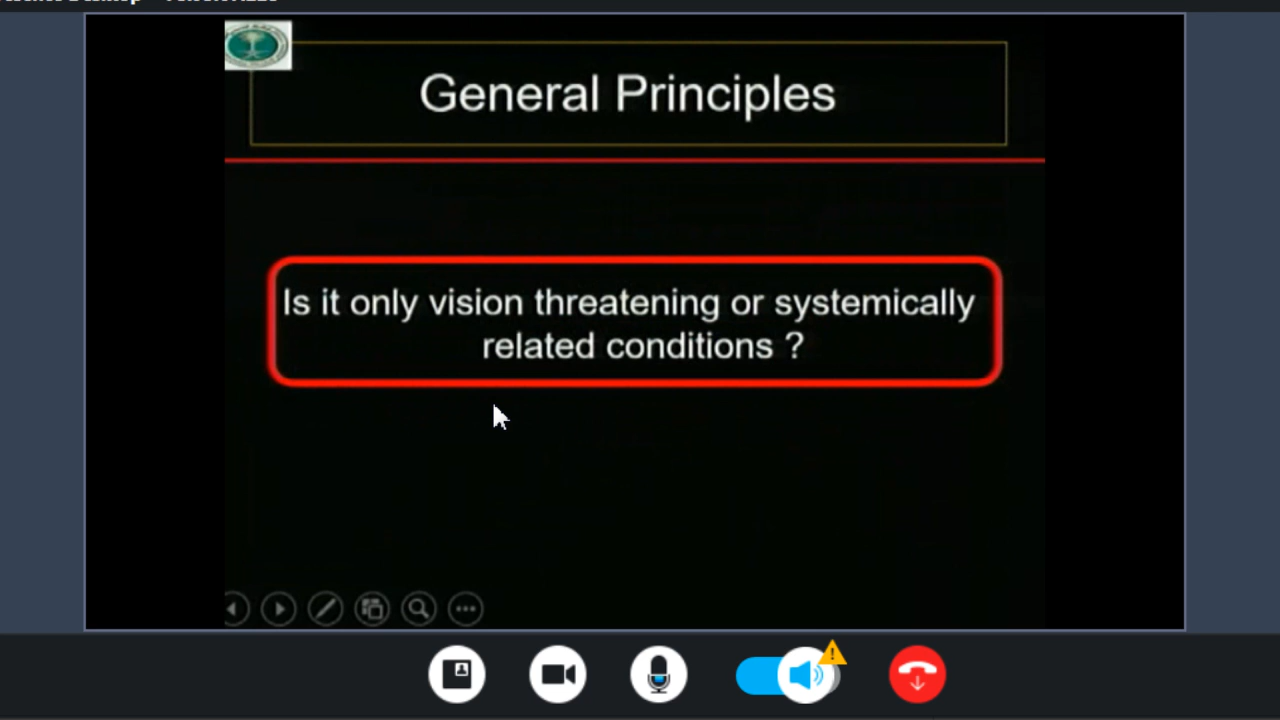 General Principles
Is it only vision threatening or systemically
related conditions ?